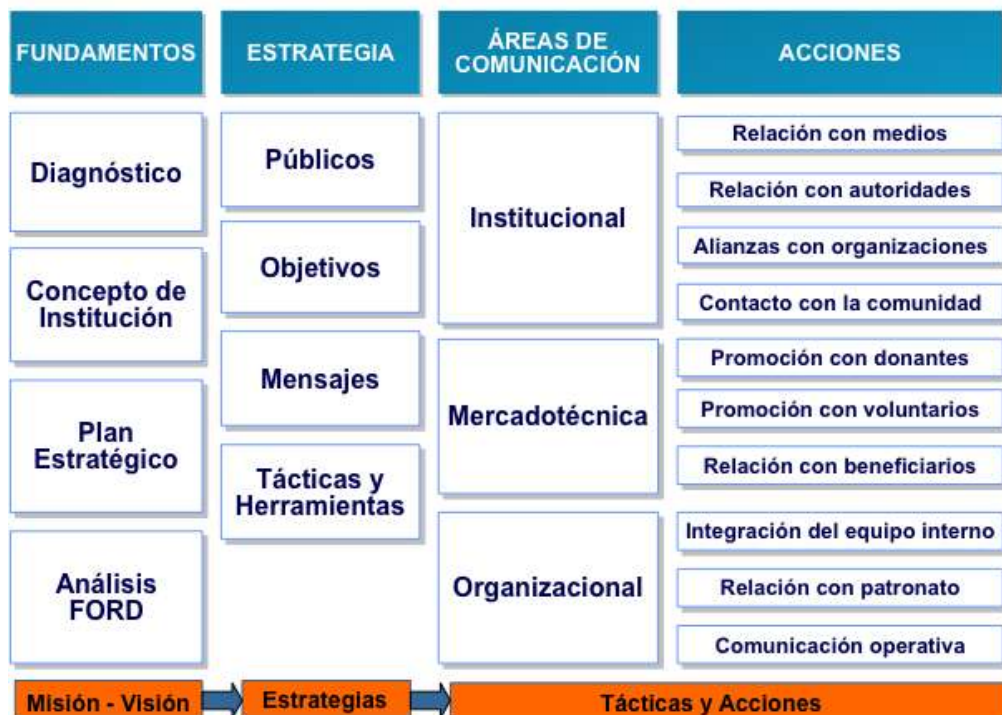 FUNDAMENTOS
ESTRATEGIA
ÁREAS DE
COMUNICACIÓN
ACCIONES
Diagnóstico
Concepto de
Institución
Plan
Estratégico
Análisis
FORD
Públicos
Objetivos
Mensajes
Tácticas y
Herramientas
Institucional
Mercadotécnica
Organizacional
Relación con medios
Relación con autoridades
Alianzas con organizaciones
Contacto con la comunidad
Promoción con donantes
Promoción con voluntarios
Relación con beneficiarios
Integración del equipo interno
Relación con patronato
Comunicación operativa
Misión - Visión
Estrategias
Tácticas y Acciones